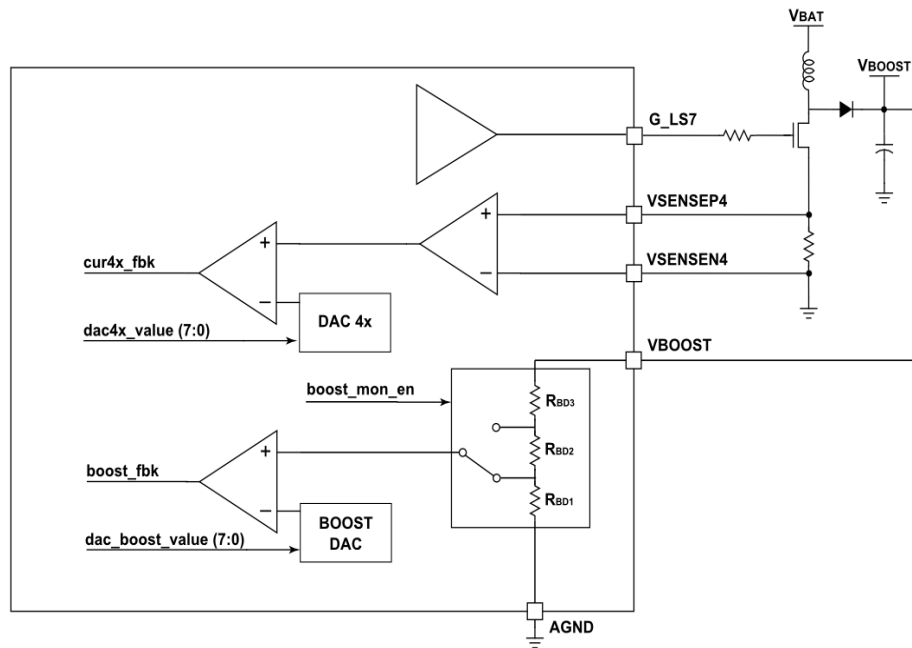 VBAT
VBOOST
G_LS7
VSENSEP4
+
+
cur4x_fbk
−
−
VSENSEN4
DAC 4x
dac4x_value (7:0)
VBOOST
boost_mon_en
RBD3
+
RBD2
boost_fbk
−
RBD1
BOOST
DAC
dac_boost_value (7:0)
AGND